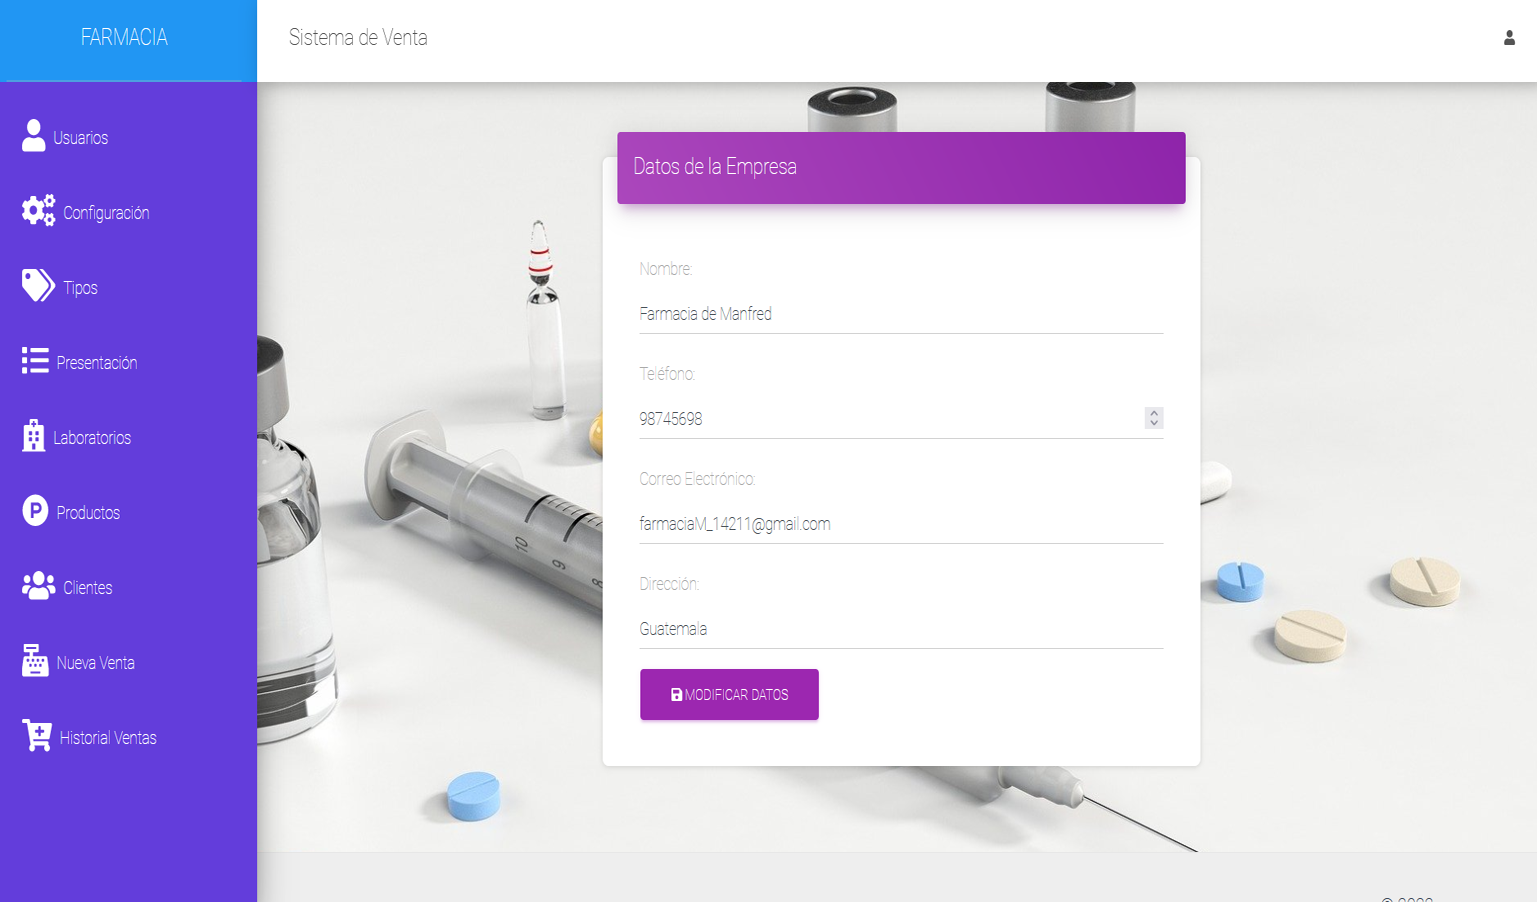 FARMACIA
Sistema de Venta
Usuarios
Configuración
Tipos
Presentación
Laboratorios
Productos
Clientes
Nueva Venta
Historial Ventas
Datos de la Empresa
Nombre:
Farmacia de Manfred
Teléfono:
98745698
Correo Electrónico:
farmaciaM_14211@gmail.com
Dirección:
Guatemala
MODIFICAR DATOS
10
9
8